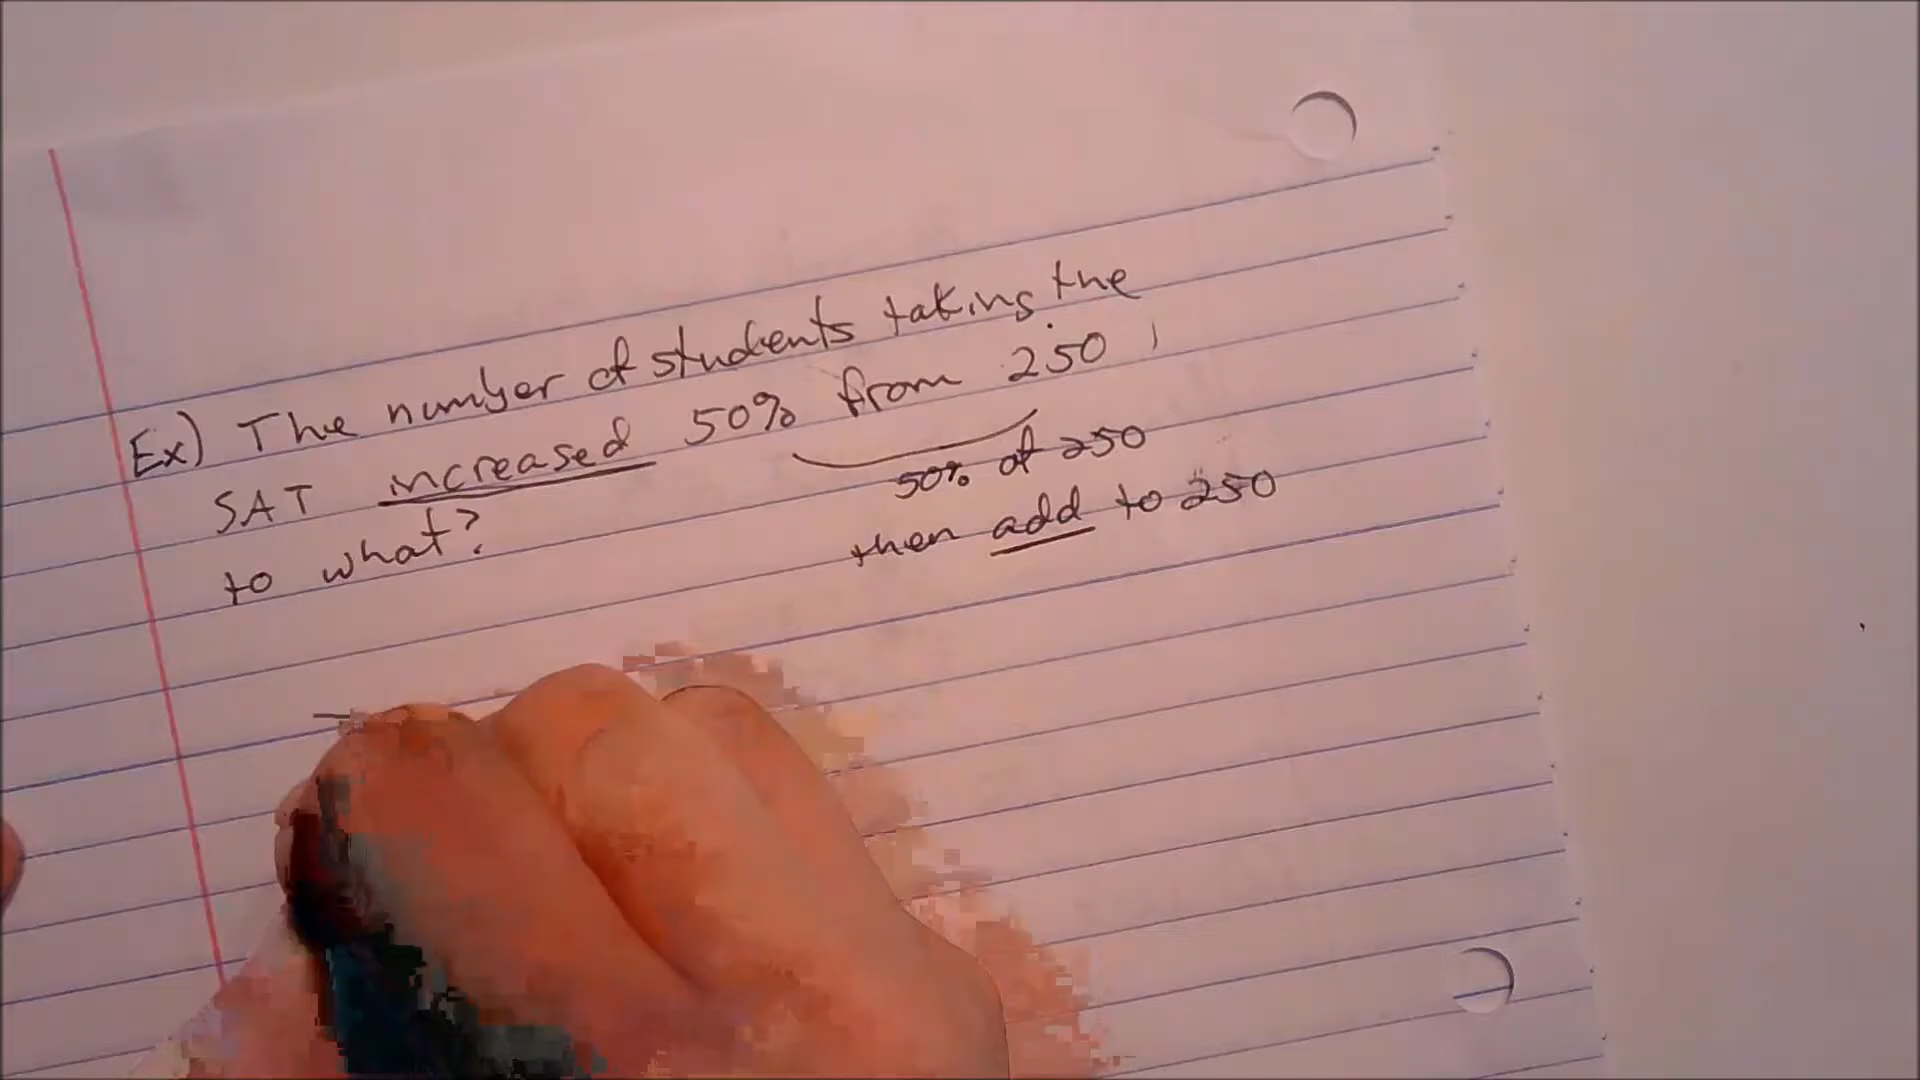 Ex) The number of students taking the
SAT increased 50% from 250,
to what?
50% of 250
then add to 250